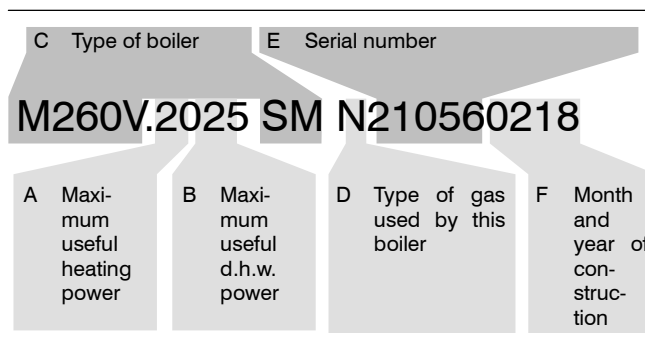 C Type of boiler E Serial number
M260V.2025 SM N210560218
A Maxi-
mum
useful
heating
power
B Maxi-
mum
useful
d.h.w.
power
D Type of gas
used by this
boiler
F Month
and
year of
con-
struc-
tion